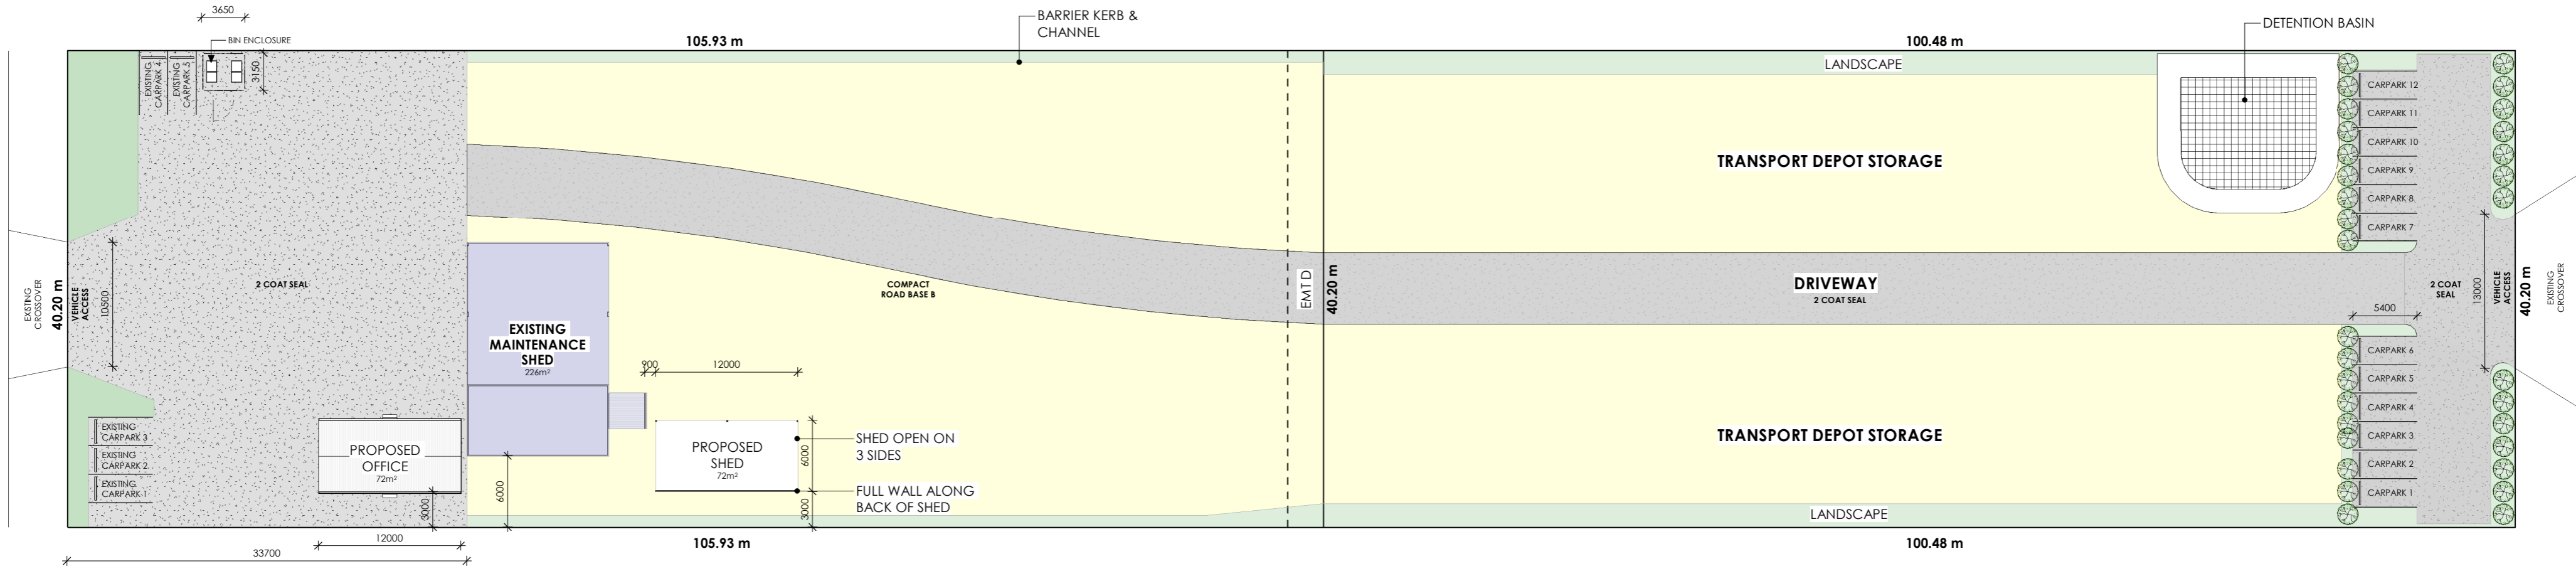 3650
BIN ENCLOSURE
3150
EXISTING
CARPARK 4
EXISTING
CARPARK 5
105.93 m
BARRIER KERB &
CHANNEL
100.48 m
DETENTION BASIN
LANDSCAPE
TRANSPORT DEPOT STORAGE
CARPARK 12
CARPARK 11
CARPARK 10
CARPARK 9
CARPARK 8
CARPARK 7
EXISTING
CROSSOVER
40.20 m
VEHICLE
ACCESS
10500
2 COAT SEAL
COMPACT
ROAD BASE B
EMT D
40.20 m
DRIVEWAY
2 COAT SEAL
5400
2 COAT
SEAL
13000
VEHICLE
ACCESS
40.20 m
EXISTING
CROSSOVER
EXISTING
MAINTENANCE
SHED
226m²
900
12000
CARPARK 6
CARPARK 5
CARPARK 4
CARPARK 3
CARPARK 2
CARPARK 1
EXISTING
CARPARK 3
EXISTING
CARPARK 2
EXISTING
CARPARK 1
PROPOSED
OFFICE
72m²
3000
6000
PROPOSED
SHED
72m²
6000
3000
SHED OPEN ON
3 SIDES
FULL WALL ALONG
BACK OF SHED
TRANSPORT DEPOT STORAGE
LANDSCAPE
12000
33700
105.93 m
100.48 m